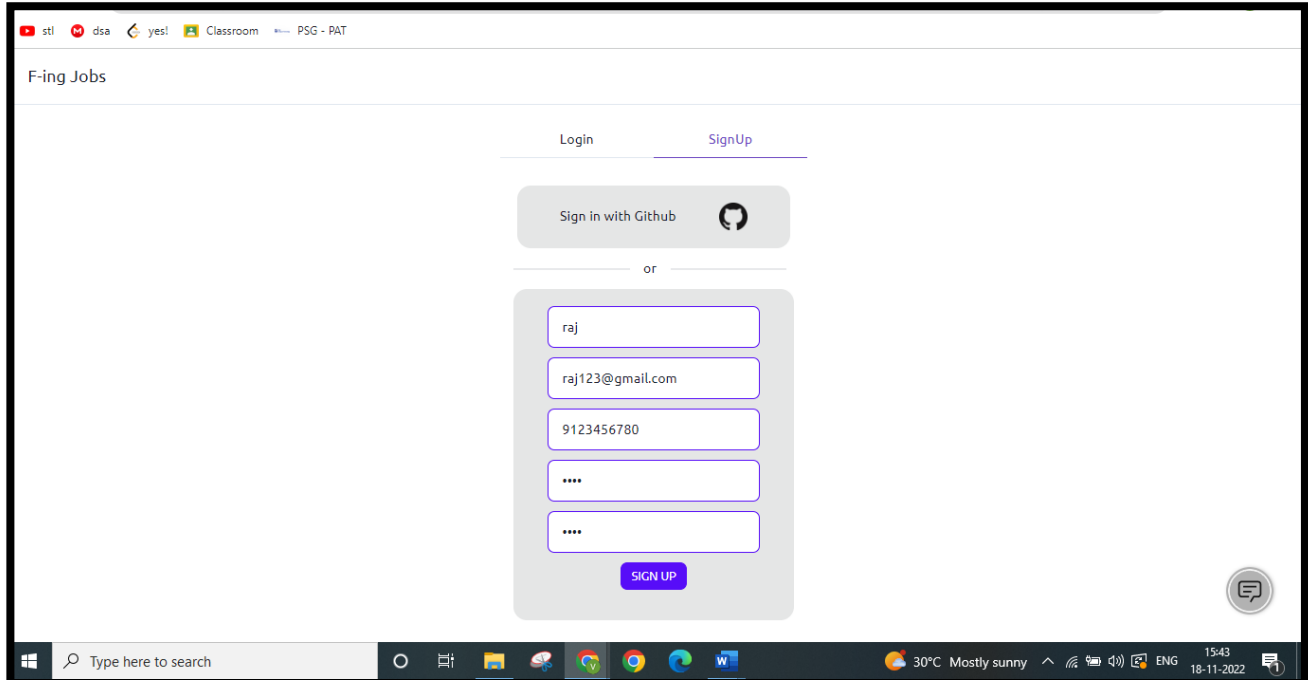 stl dsa yes! Classroom PSG - PAT
F-ing Jobs
Login SignUp
Sign in with Github
or
raj
raj123@gmail.com
9123456780
••••
••••
SIGN UP
Type here to search 30°C Mostly sunny ENG 15:43
18-11-2022 1